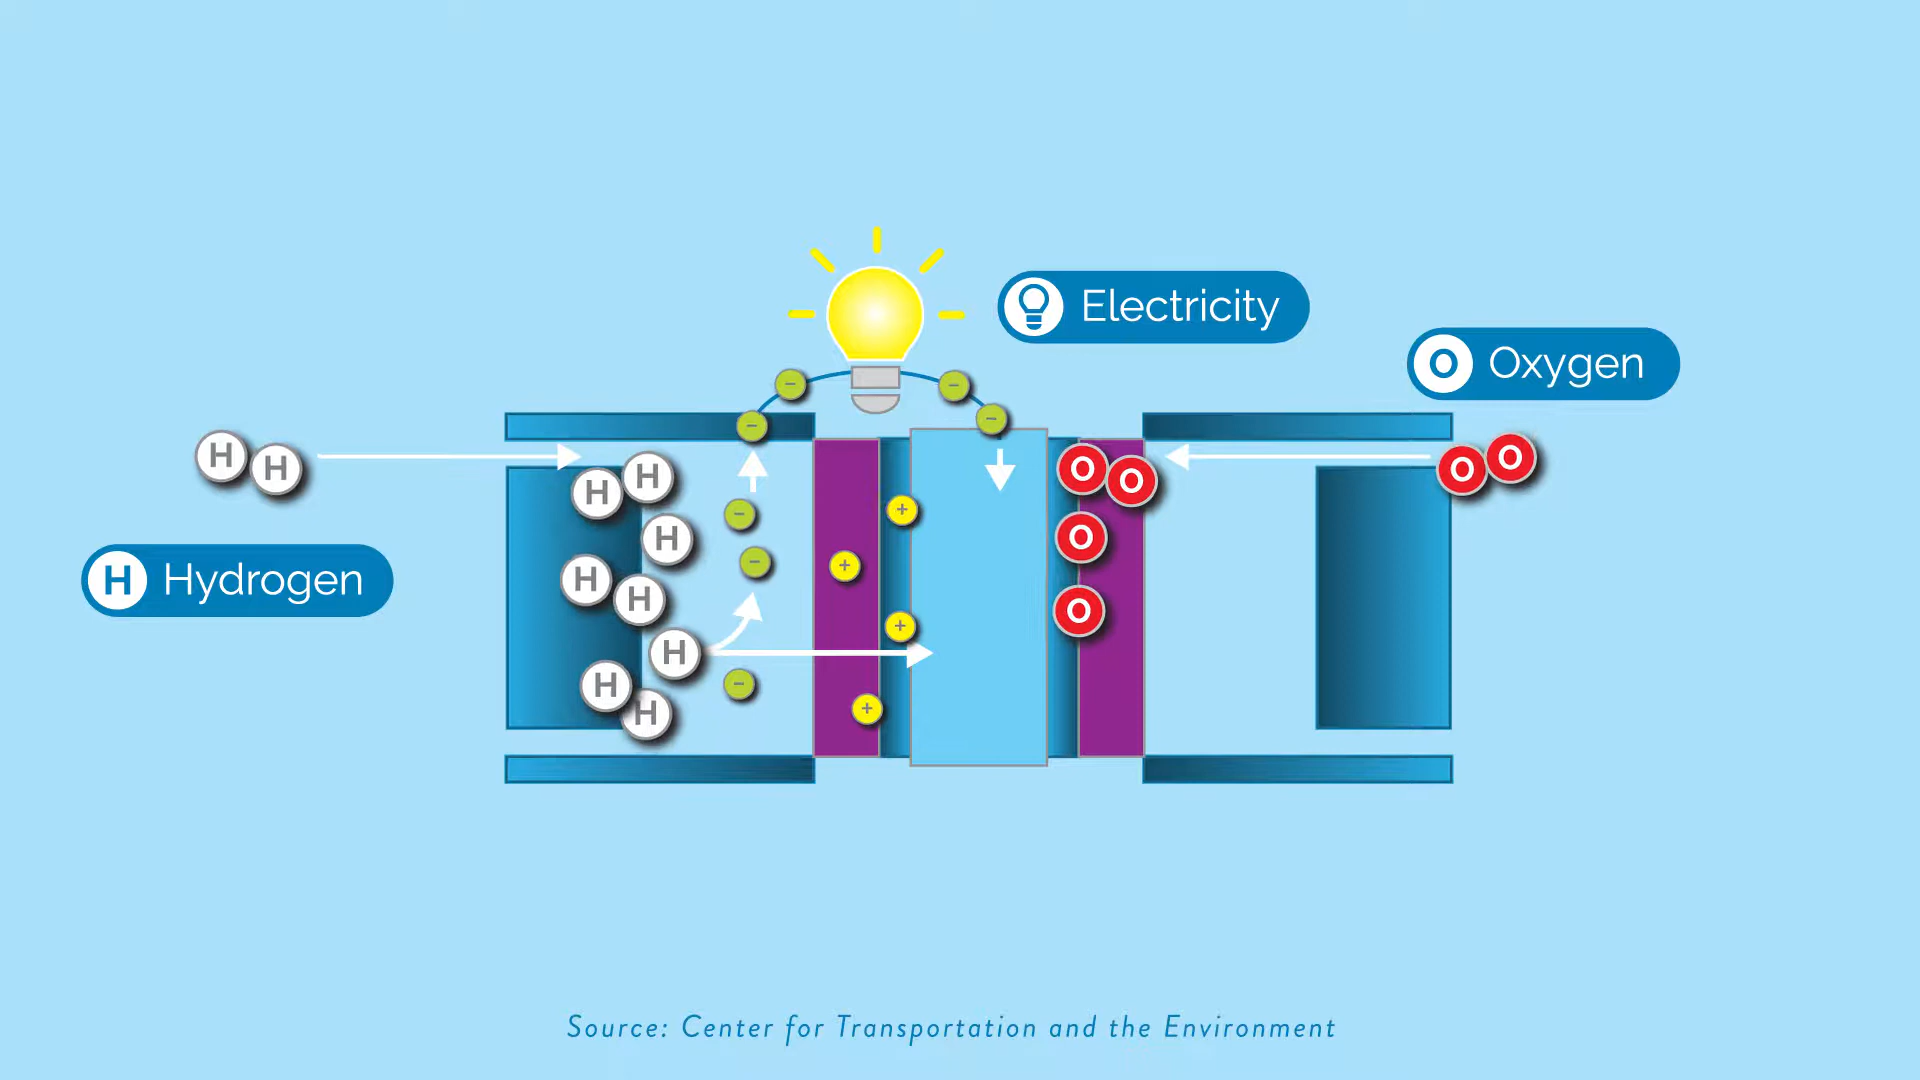 Electricity
O Oxygen
H H
H Hydrogen
H H
H
H H
H
H H
O O
O O
O
O
− − − −
− − −
+ + + +
Source: Center for Transportation and the Environment